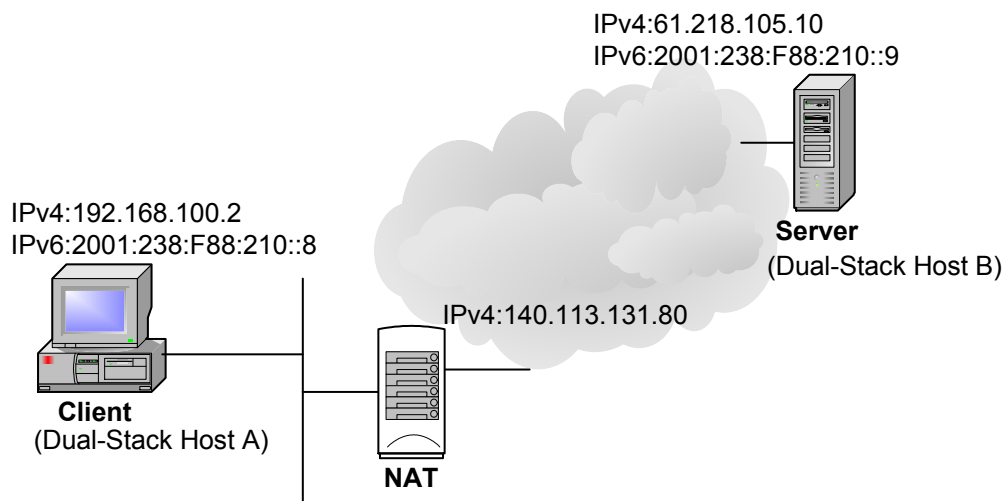 IPv4:61.218.105.10
IPv6:2001:238:F88:210::9
Server
(Dual-Stack Host B)
IPv4:192.168.100.2
IPv6:2001:238:F88:210::8
Client
(Dual-Stack Host A)
IPv4:140.113.131.80
NAT